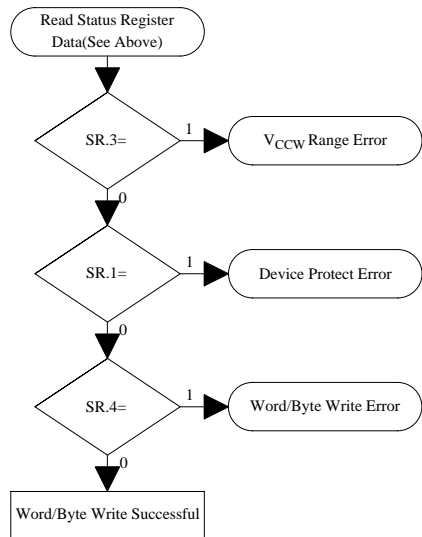 Read Status Register
Data(See Above)
SR.3=
1
VCCW Range Error
0
SR.1=
1
Device Protect Error
0
SR.4=
1
Word/Byte Write Error
0
Word/Byte Write Successful